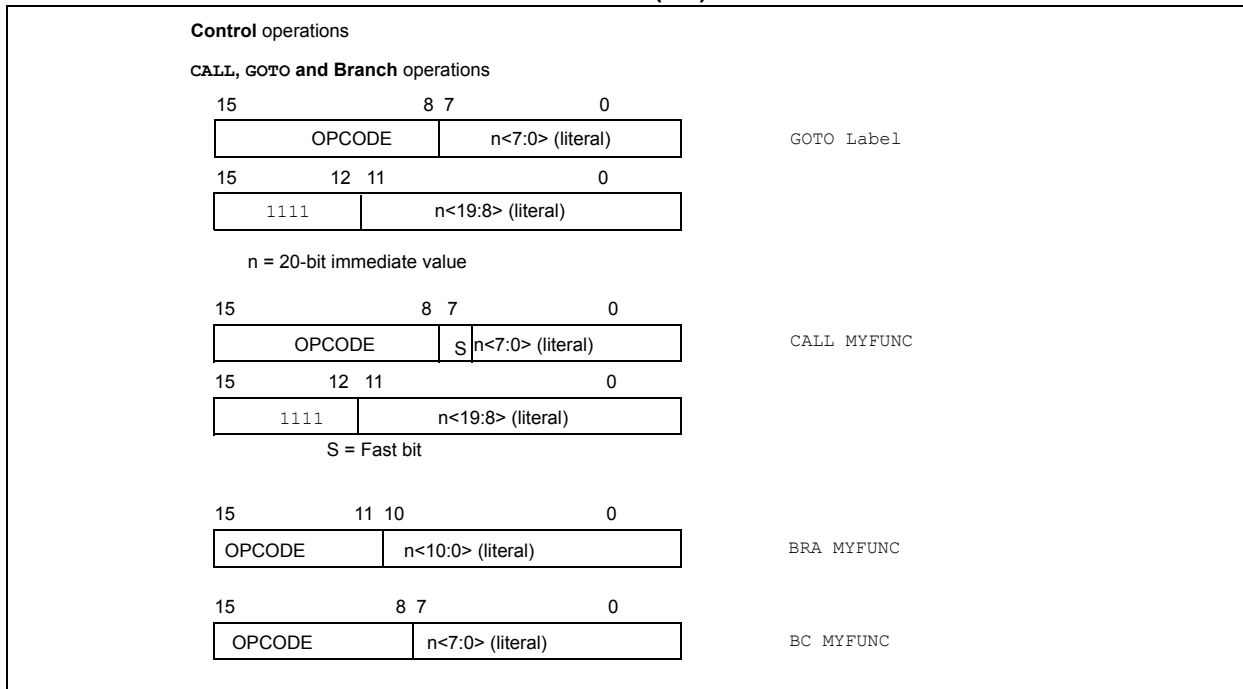 Control operations
CALL, GOTO and Branch operations
15 8 7 0
OPCODE n<7:0> (literal) GOTO Label
15 12 11 0
1111 n<19:8> (literal)
n = 20-bit immediate value
15 8 7 0
OPCODE S n<7:0> (literal) CALL MYFUNC
15 12 11 0
1111 n<19:8> (literal)
S = Fast bit
15 11 10 0
OPCODE n<10:0> (literal) BRA MYFUNC
15 8 7 0
OPCODE n<7:0> (literal) BC MYFUNC